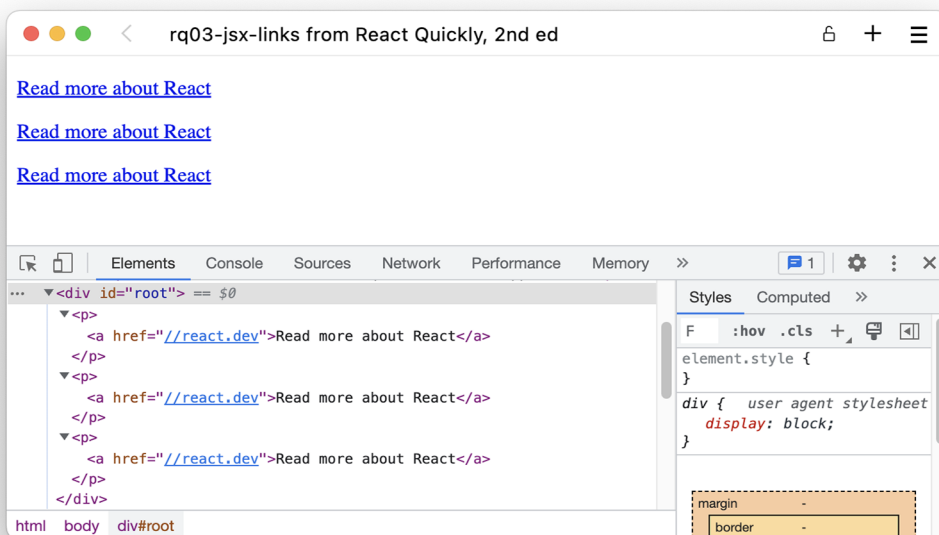 rq03-jsx-links from React Quickly, 2nd ed
Read more about React
Read more about React
Read more about React
Elements Console Sources Network Performance Memory » 1
<div id="root"> == $0
<p>
<a href="//react.dev">Read more about React</a>
</p>
<p>
<a href="//react.dev">Read more about React</a>
</p>
<p>
<a href="//react.dev">Read more about React</a>
</p>
</div>
html body div#root
Styles Computed »
F :hov .cls +
element.style {
}
div { user agent stylesheet
display: block;
}
margin -
border -